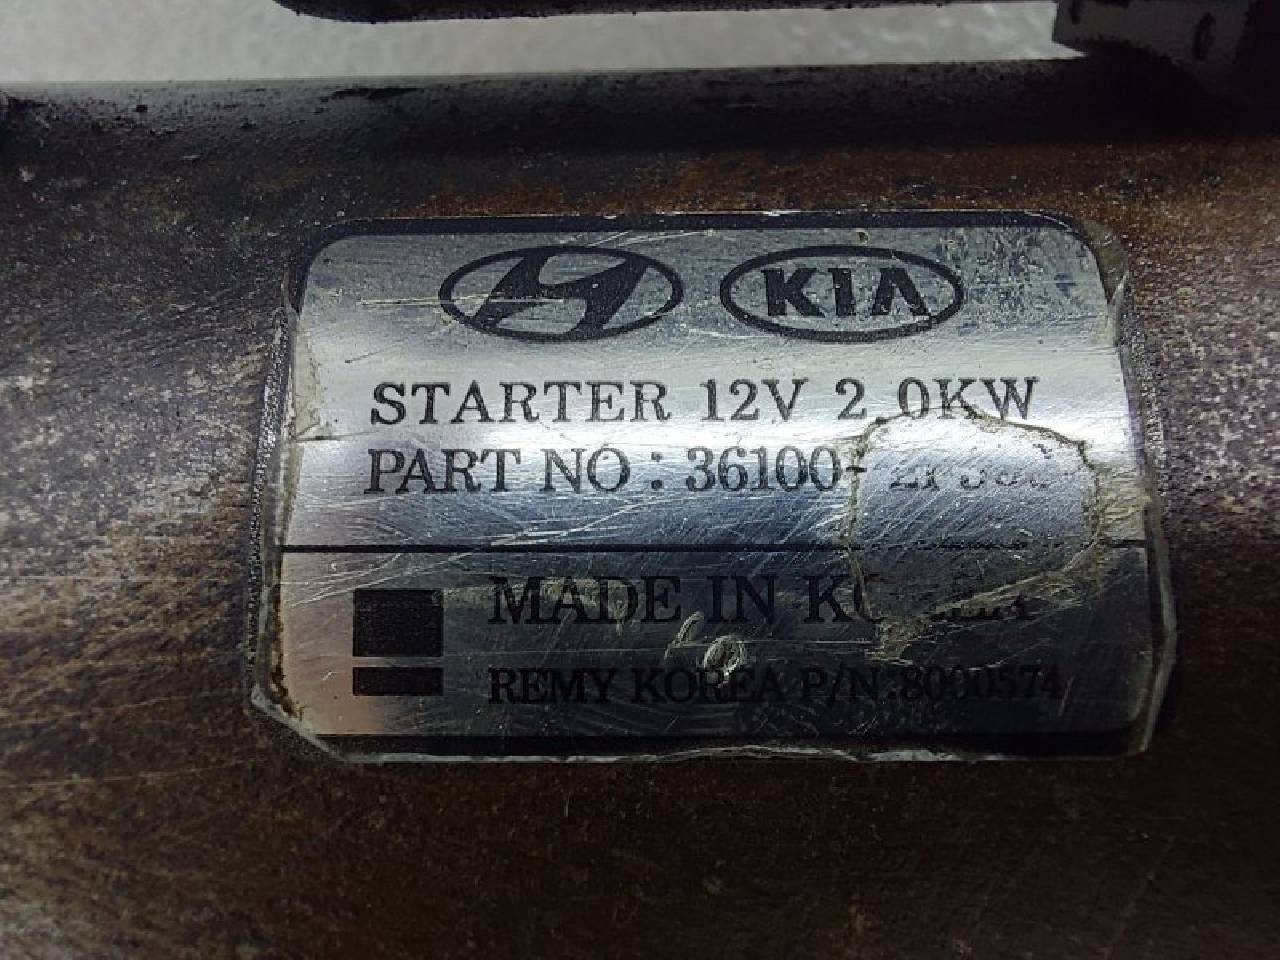 KIA
STARTER 12V 2.0KW
PART NO : 36100-
MADE IN
REMY KOREA P/N:8000574